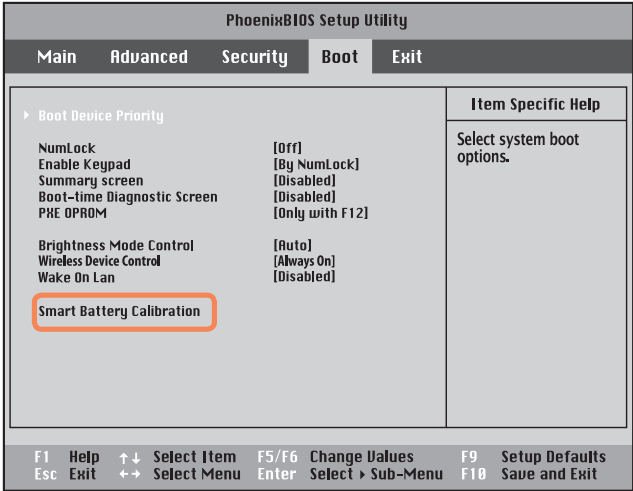 PhoenixBIOS Setup Utility
Main Advanced Security Boot Exit
Item Specific Help
Select system boot
options.
▸ Boot Device Priority
NumLock [Off]
Enable Keypad [By NumLock]
Summary screen [Disabled]
Boot-time Diagnostic Screen [Disabled]
PXE OPROM [Only with F12]
Brightness Mode Control [Auto]
Wireless Device Control [Always On]
Wake On Lan [Disabled]
Smart Battery Calibration
F1 Help ↑↓ Select Item F5/F6 Change Values F9 Setup Defaults
Esc Exit ←→ Select Menu Enter Select ▸ Sub-Menu F10 Save and Exit